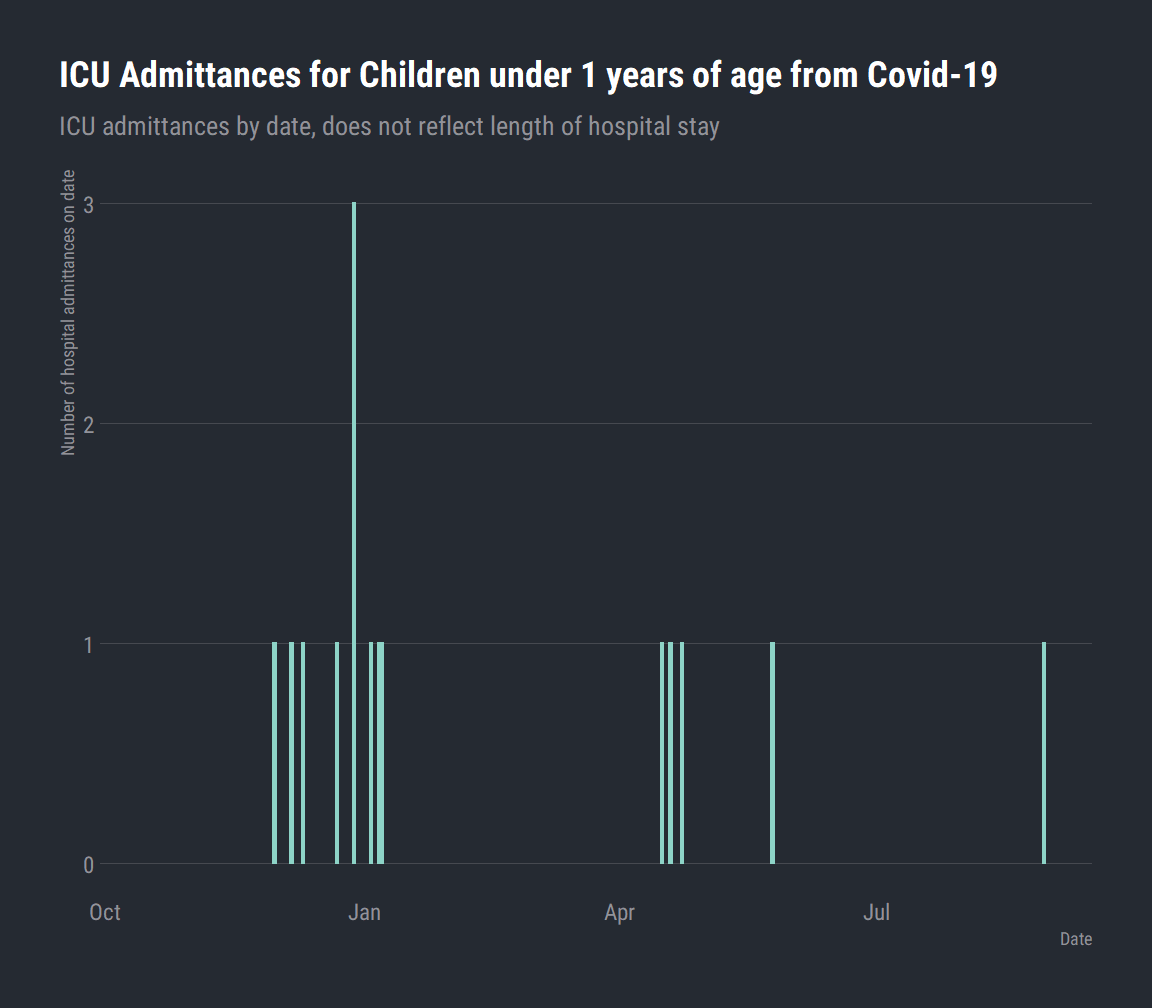 ICU Admittances for Children under 1 years of age from Covid-19
ICU admittances by date, does not reflect length of hospital stay
Number of hospital admittances on date
3
2
1
0
Oct Jan Apr Jul
Date